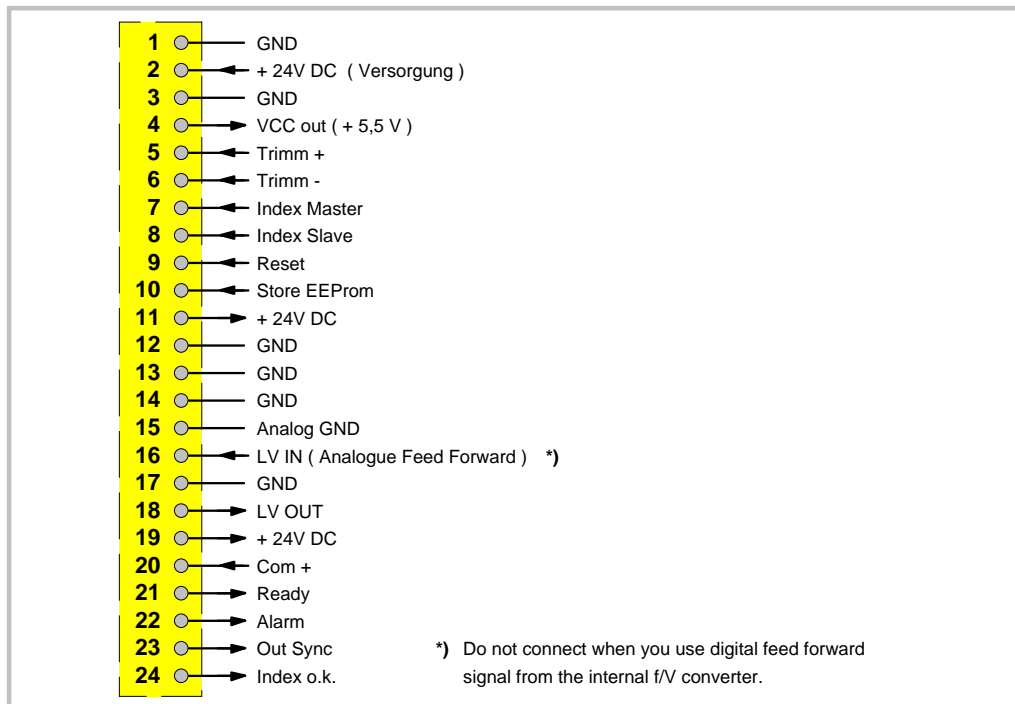 1 GND
2 + 24V DC ( Versorgung )
3 GND
4 VCC out ( + 5,5 V )
5 Trimm +
6 Trimm -
7 Index Master
8 Index Slave
9 Reset
10 Store EEProm
11 + 24V DC
12 GND
13 GND
14 GND
15 Analog GND
16 LV IN ( Analogue Feed Forward ) *)
17 GND
18 LV OUT
19 + 24V DC
20 Com +
21 Ready
22 Alarm
23 Out Sync *) Do not connect when you use digital feed forward
24 Index o.k. signal from the internal f/V converter.